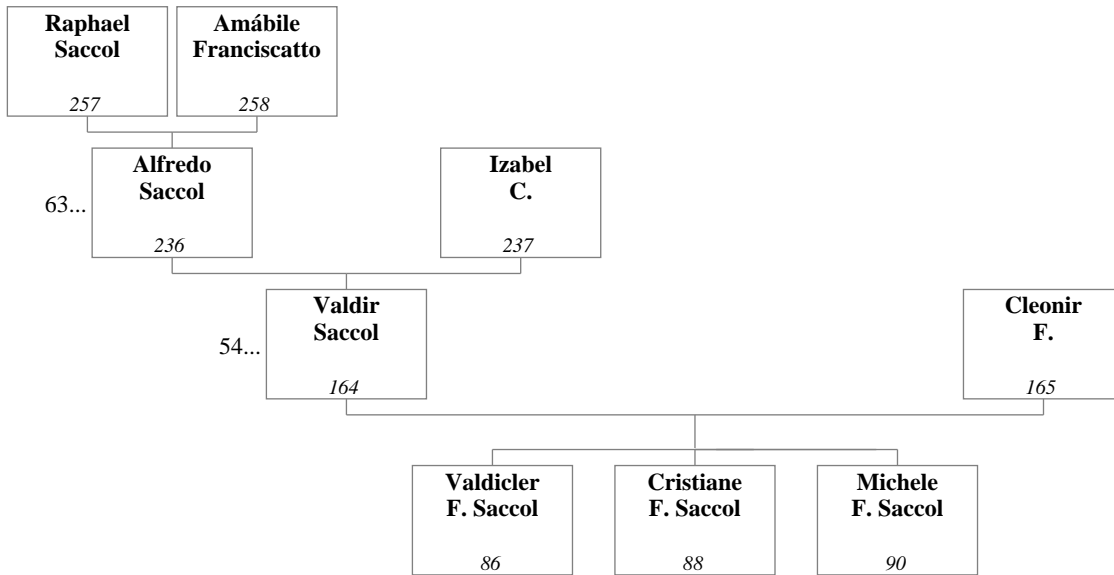 Raphael
Saccol
257
Amábile
Franciscatto
258
63...
Alfredo
Saccol
236
Izabel
C.
237
54...
Valdir
Saccol
164
Cleonir
F.
165
Valdicler
F. Saccol
86
Cristiane
F. Saccol
88
Michele
F. Saccol
90